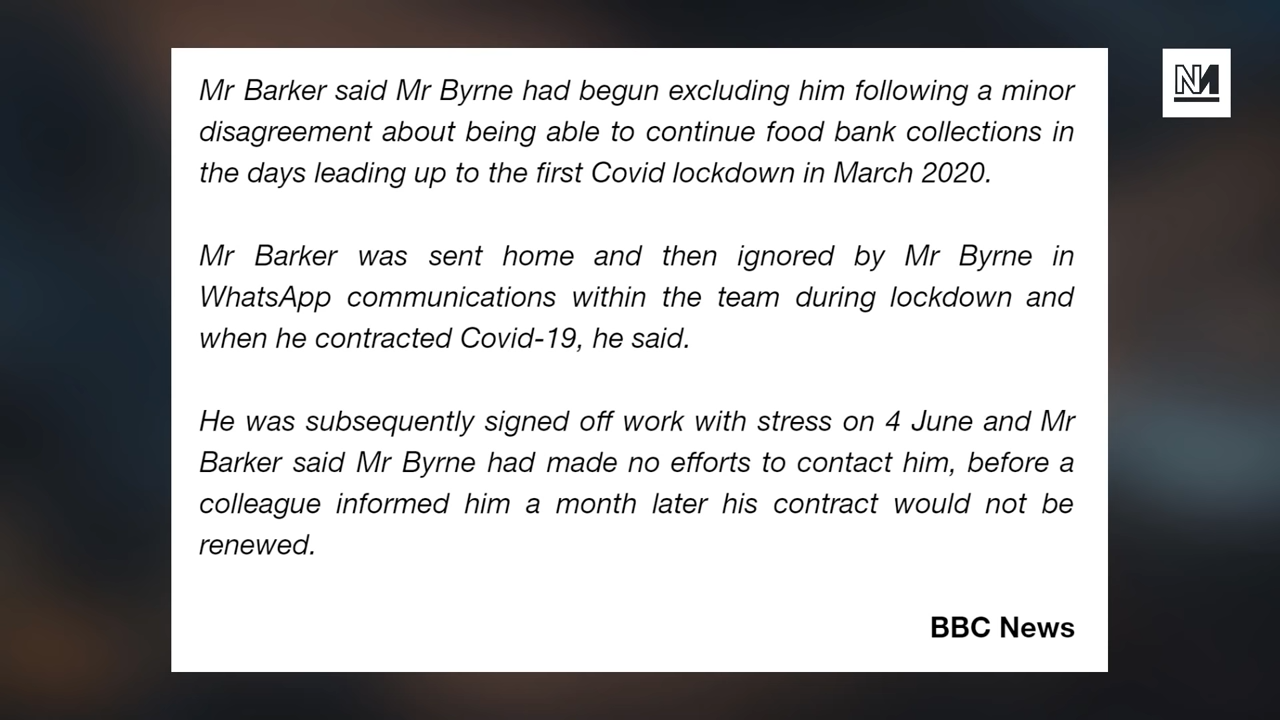 Mr Barker said Mr Byrne had begun excluding him following a minor
disagreement about being able to continue food bank collections in
the days leading up to the first Covid lockdown in March 2020.
Mr Barker was sent home and then ignored by Mr Byrne in
WhatsApp communications within the team during lockdown and
when he contracted Covid-19, he said.
He was subsequently signed off work with stress on 4 June and Mr
Barker said Mr Byrne had made no efforts to contact him, before a
colleague informed him a month later his contract would not be
renewed.
BBC News
NM